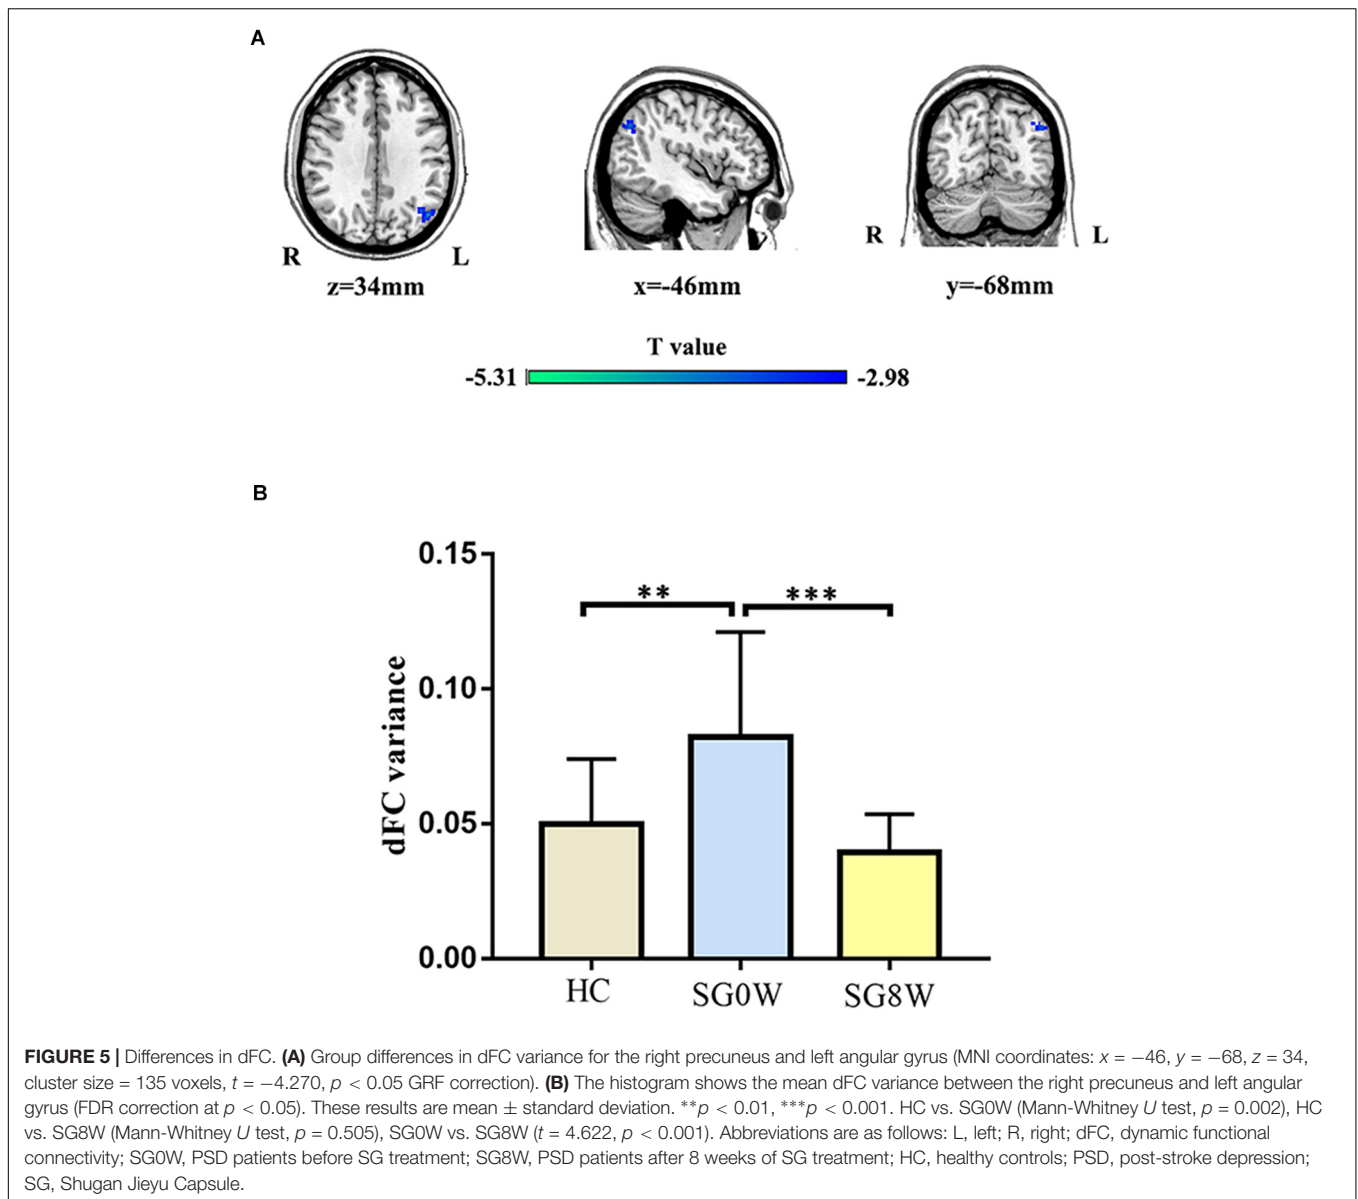 A
R L
z=34mm
x=-46mm
R L
y=-68mm
T value
-5.31 -2.98
B
0.15
0.10
0.05
0.00
dFC variance
** ***
HC SG0W SG8W
FIGURE 5 | Differences in dFC. (A) Group differences in dFC variance for the right precuneus and left angular gyrus (MNI coordinates: x = −46, y = −68, z = 34,
cluster size = 135 voxels, t = −4.270, p < 0.05 GRF correction). (B) The histogram shows the mean dFC variance between the right precuneus and left angular
gyrus (FDR correction at p < 0.05). These results are mean ± standard deviation. **p < 0.01, ***p < 0.001. HC vs. SG0W (Mann-Whitney U test, p = 0.002), HC
vs. SG8W (Mann-Whitney U test, p = 0.505), SG0W vs. SG8W (t = 4.622, p < 0.001). Abbreviations are as follows: L, left; R, right; dFC, dynamic functional
connectivity; SG0W, PSD patients before SG treatment; SG8W, PSD patients after 8 weeks of SG treatment; HC, healthy controls; PSD, post-stroke depression;
SG, Shugan Jieyu Capsule.